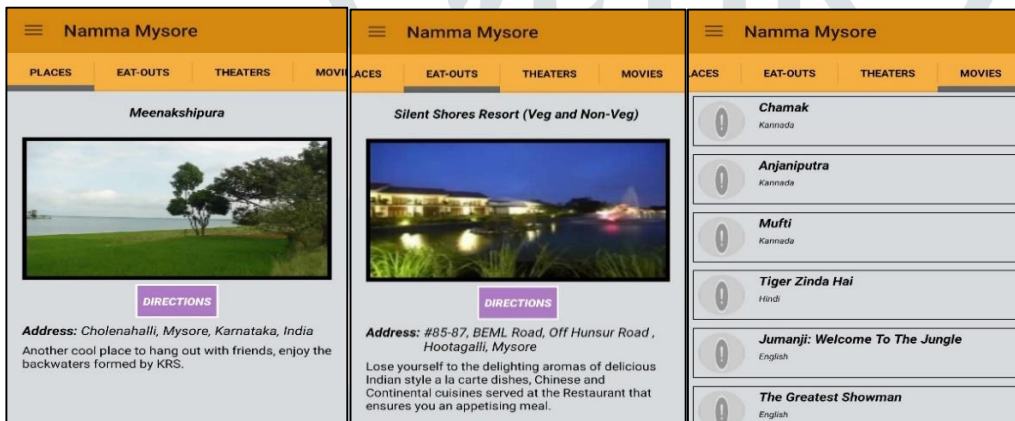 Namma Mysore
PLACES EAT-OUTS THEATERS MOVI
Meenakshipura
DIRECTIONS
Address: Cholenahalli, Mysore, Karnataka, India
Another cool place to hang out with friends, enjoy the
backwaters formed by KRS.
Namma Mysore
LACES EAT-OUTS THEATERS MOVIES
Silent Shores Resort (Veg and Non-Veg)
DIRECTIONS
Address: #85-87, BEML Road, Off Hunsur Road ,
Hootagalli, Mysore
Lose yourself to the delighting aromas of delicious
Indian style a la carte dishes, Chinese and
Continental cuisines served at the Restaurant that
ensures you an appetising meal.
Namma Mysore
LACES EAT-OUTS THEATERS MOVIES
Chamak
Kannada
Anjaniputra
Kannada
Mufti
Kannada
Tiger Zinda Hai
Hindi
Jumanji: Welcome To The Jungle
English
The Greatest Showman
English